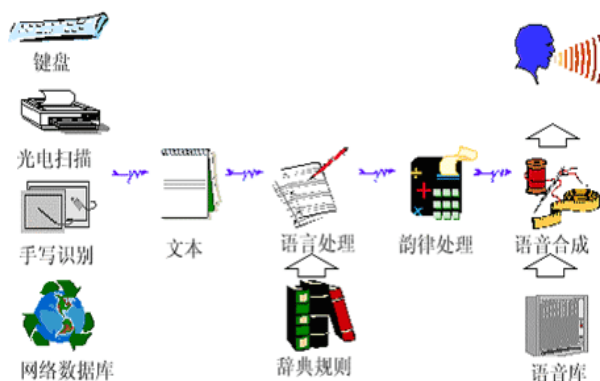 键盘
光电扫描
手写识别
文本
语言处理
韵律处理
语音合成
网络数据库
辞典规则
语音库